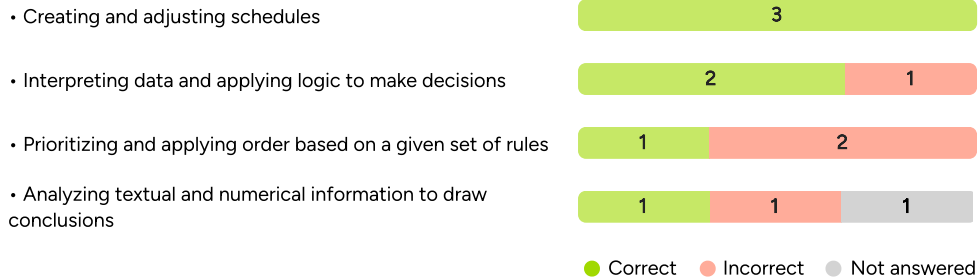 • Creating and adjusting schedules
3
• Interpreting data and applying logic to make decisions
2 1
• Prioritizing and applying order based on a given set of rules
1 2
• Analyzing textual and numerical information to draw
conclusions
1 1 1
Correct Incorrect Not answered